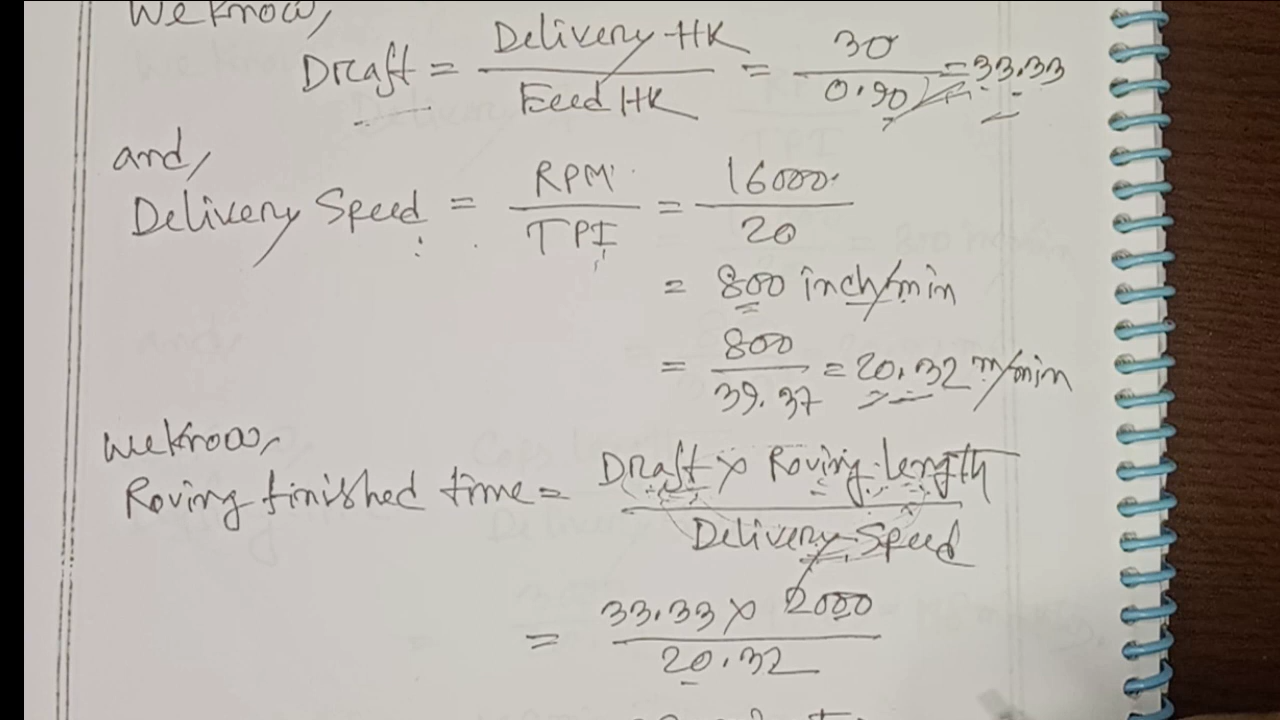 We know,
Draft = Delivery HK / Feed HK = 30 / 0.90 = 33.33
and,
Delivery Speed = RPM / TPI = 16000 / 20
= 800 inch/min
= 800 / 39.37 = 20.32 m/min
We know,
Roving finished time = Draft × Roving Length / Delivery Speed
= 33.33 × 2000 / 20.32